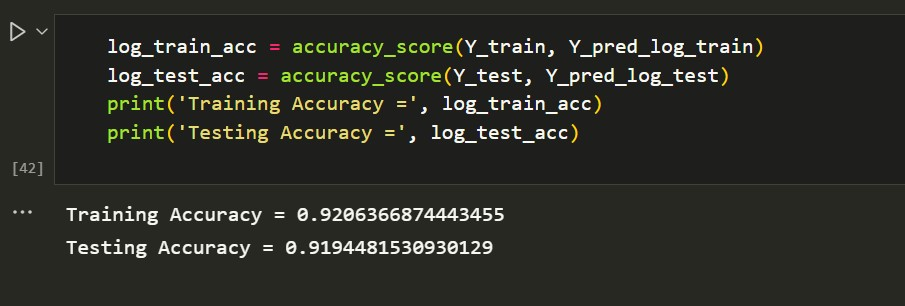 log_train_acc = accuracy_score(Y_train, Y_pred_log_train)
log_test_acc = accuracy_score(Y_test, Y_pred_log_test)
print('Training Accuracy =', log_train_acc)
print('Testing Accuracy =', log_test_acc)
[42]
... Training Accuracy = 0.9206366874443455
Testing Accuracy = 0.9194481530930129